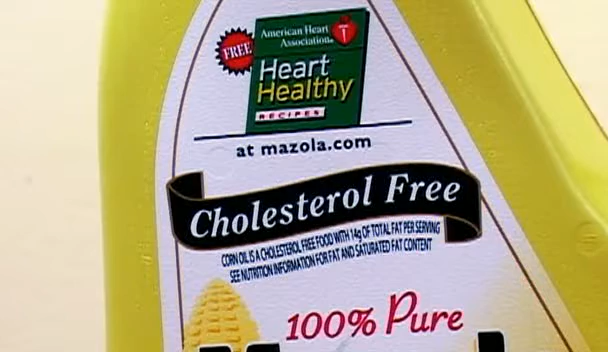 American Heart
Association®
FREE
Heart
Healthy
RECIPES
at mazola.com
Cholesterol Free
CORN OIL IS A CHOLESTEROL FREE FOOD WITH 14g OF TOTAL FAT PER SERVING
SEE NUTRITION INFORMATION FOR FAT AND SATURATED FAT CONTENT
100% Pure